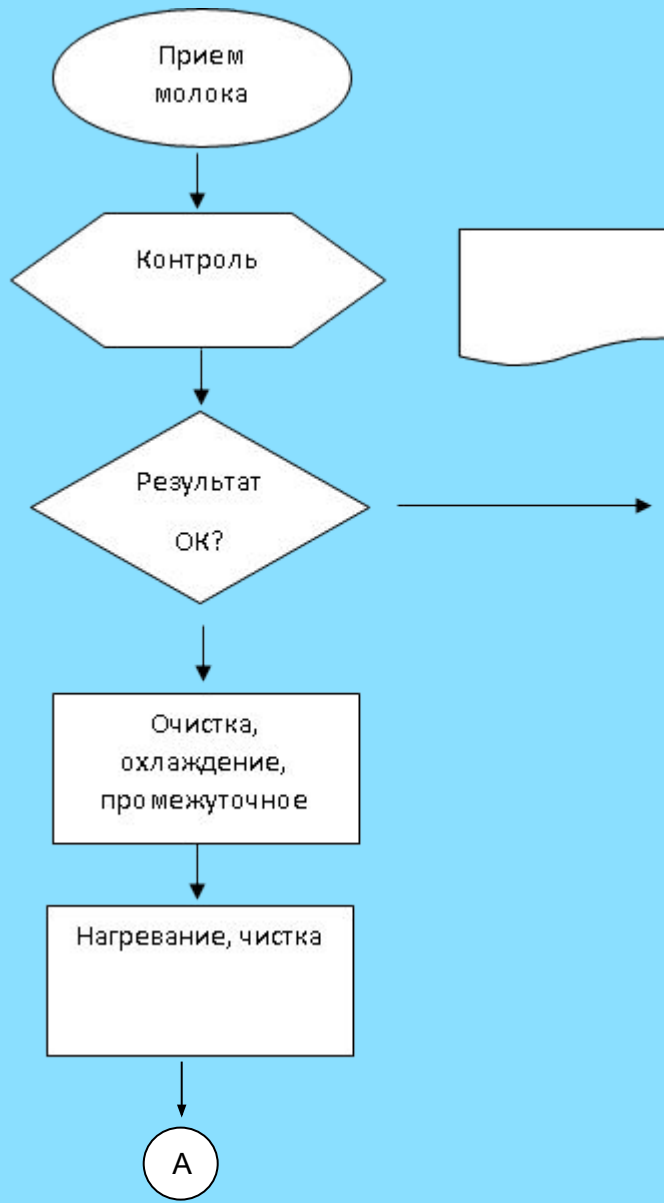 Прием
молока
Контроль
Результат
ОК?
Очистка,
охлаждение,
промежуточное
Нагревание, чистка
А